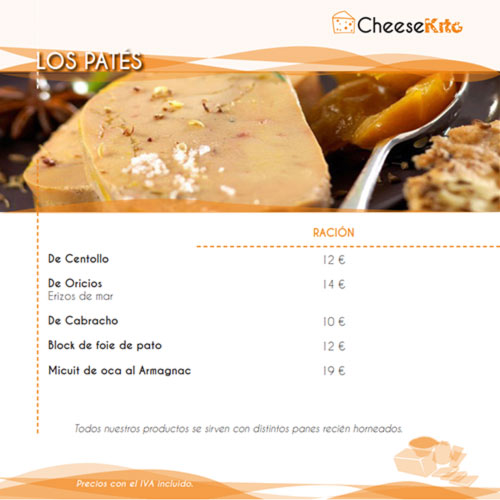 CheeseKito
LOS PATÉS
RACIÓN
De Centollo 12 €
De Oricios 14 €
Erizos de mar
De Cabracho 10 €
Block de foie de pato 12 €
Micuit de oca al Armagnac 19 €
Todos nuestros productos se sirven con distintos panes recién horneados.
Precios con el IVA incluido.